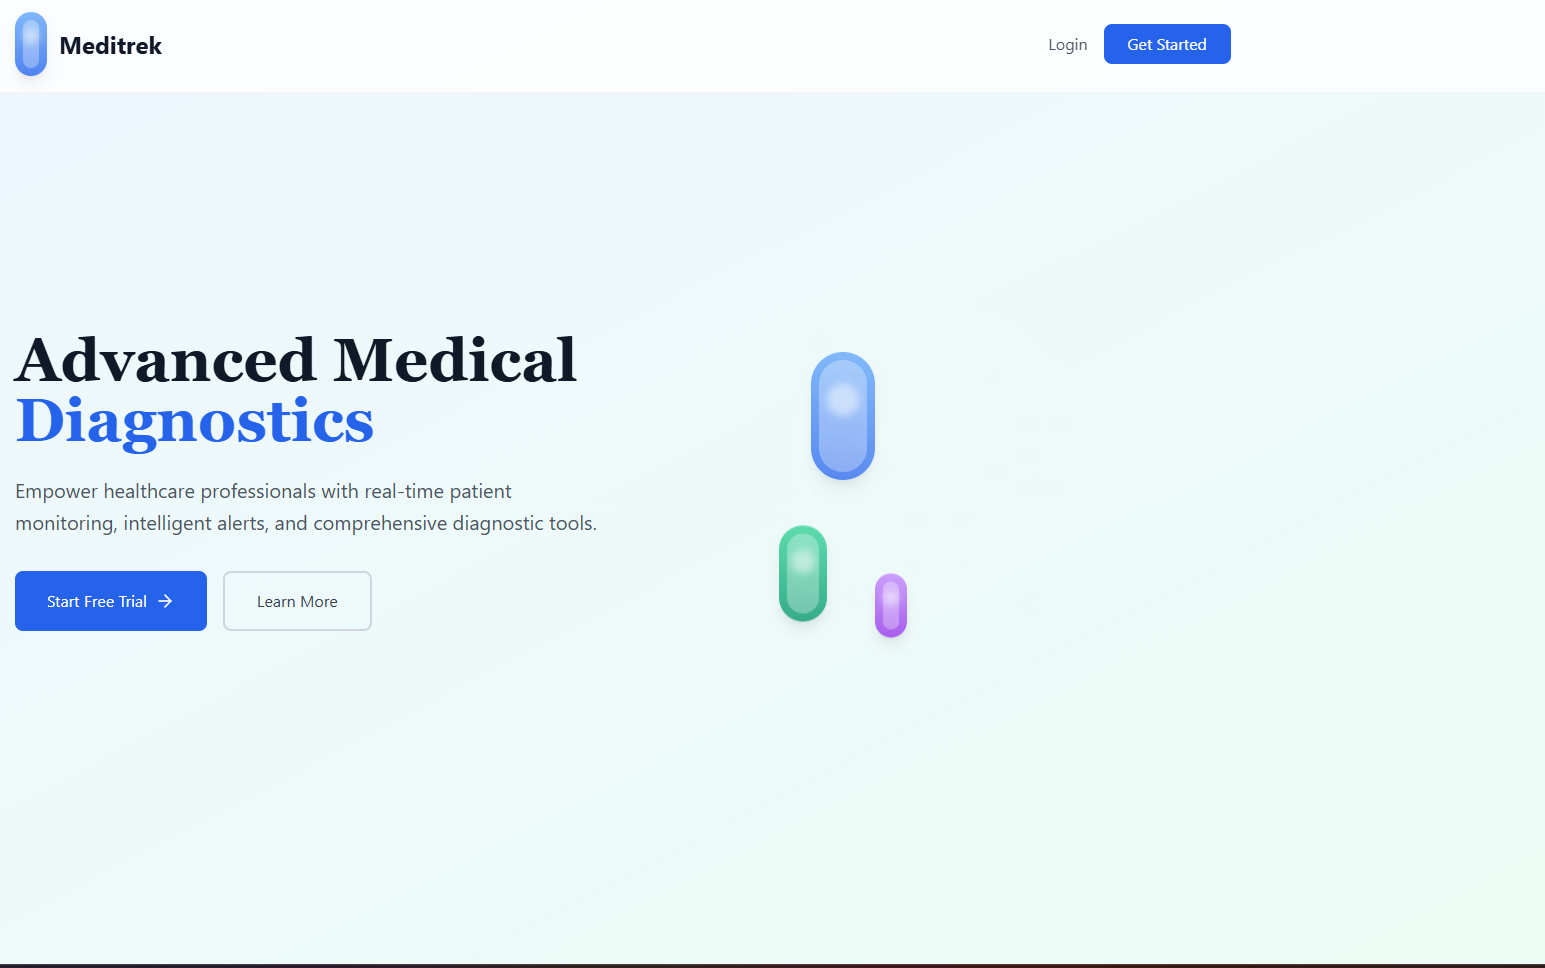 Meditrek
Login
Get Started
Advanced Medical
Diagnostics
Empower healthcare professionals with real-time patient
monitoring, intelligent alerts, and comprehensive diagnostic tools.
Start Free Trial
Learn More